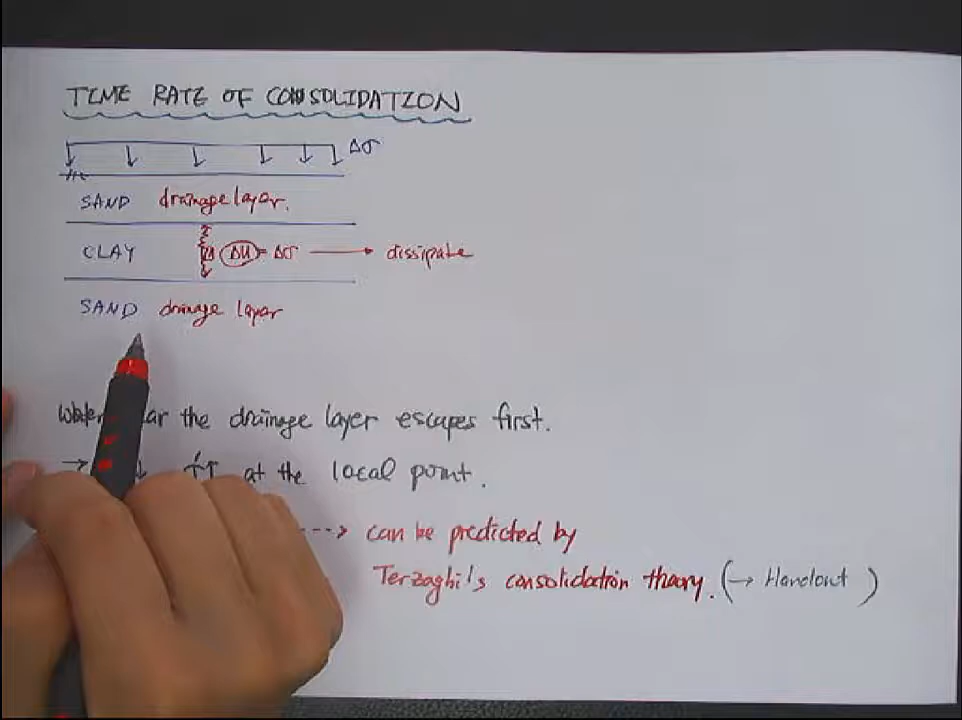 TIME RATE OF CONSOLIDATION
Δσ
SAND drainage layer.
CLAY Δu = Δσ → dissipate
SAND drainage layer
Water the drainage layer escapes first.
→ ↓ ↑ at the local point.
---> can be predicted by
Terzaghi's consolidation theory. (→ Handout )